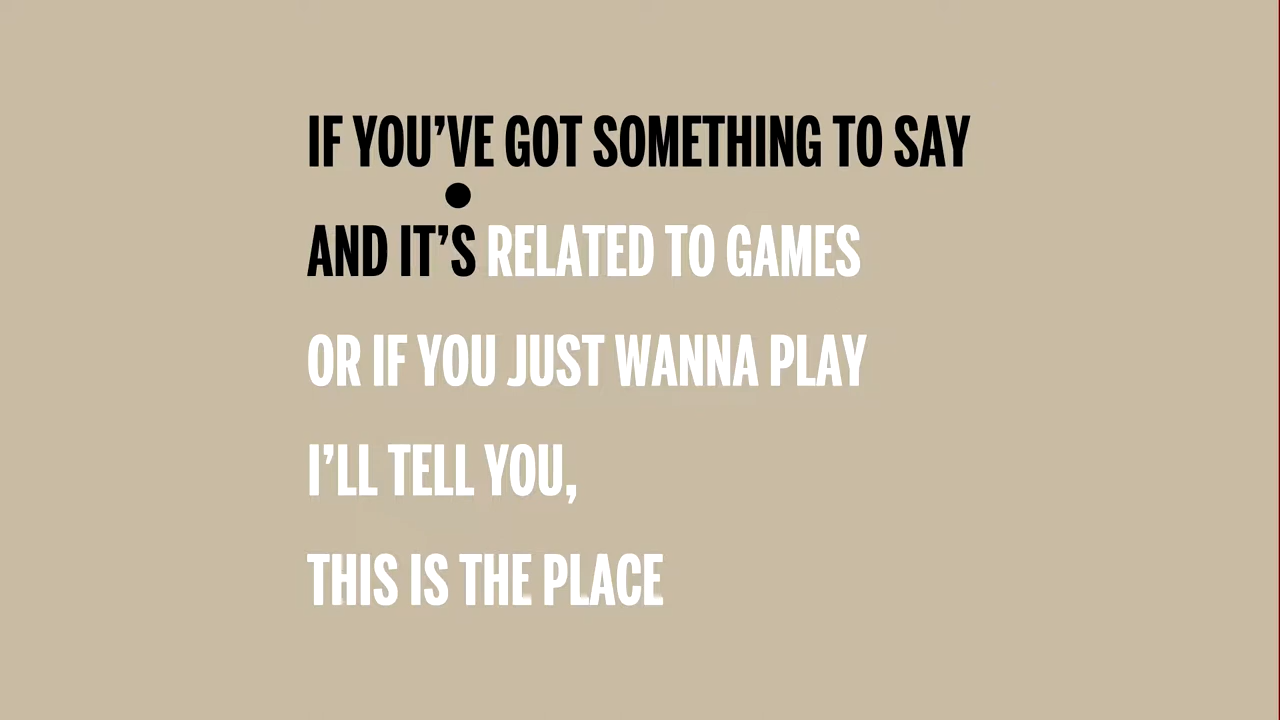 IF YOU’VE GOT SOMETHING TO SAY
AND IT’S RELATED TO GAMES
OR IF YOU JUST WANNA PLAY
I’LL TELL YOU,
THIS IS THE PLACE